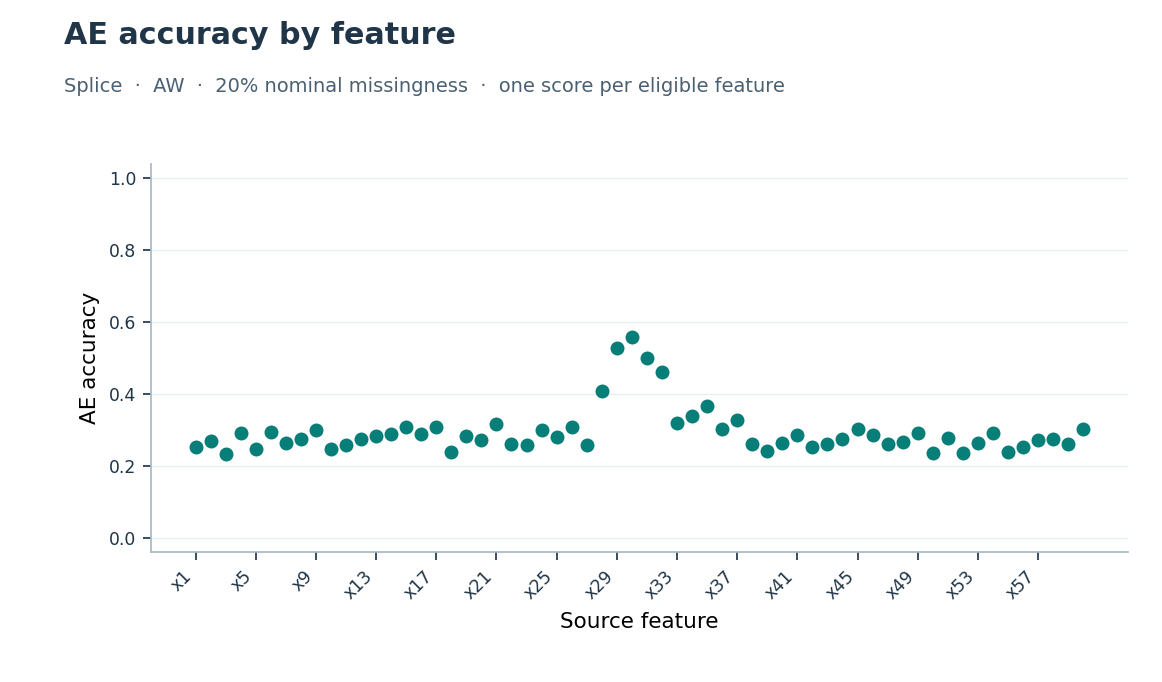 AE accuracy by feature
Splice · AW · 20% nominal missingness · one score per eligible feature
1.0
0.8
0.6
0.4
0.2
0.0
AE accuracy
x1 x5 x9 x13 x17 x21 x25 x29 x33 x37 x41 x45 x49 x53 x57
Source feature